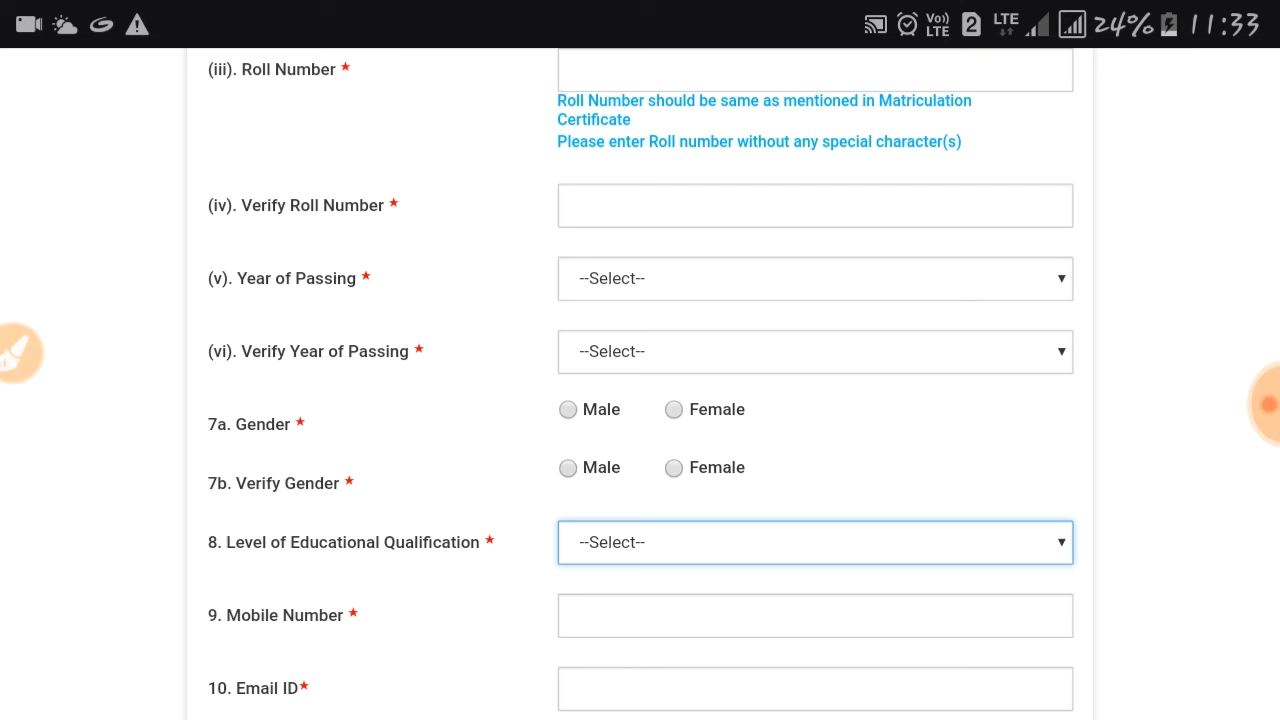 Vo)) LTE 2 LTE 24% 11:33
(iii). Roll Number *
Roll Number should be same as mentioned in Matriculation
Certificate
Please enter Roll number without any special character(s)
(iv). Verify Roll Number *
(v). Year of Passing * --Select--
(vi). Verify Year of Passing * --Select--
7a. Gender * Male Female
7b. Verify Gender * Male Female
8. Level of Educational Qualification * --Select--
9. Mobile Number *
10. Email ID*